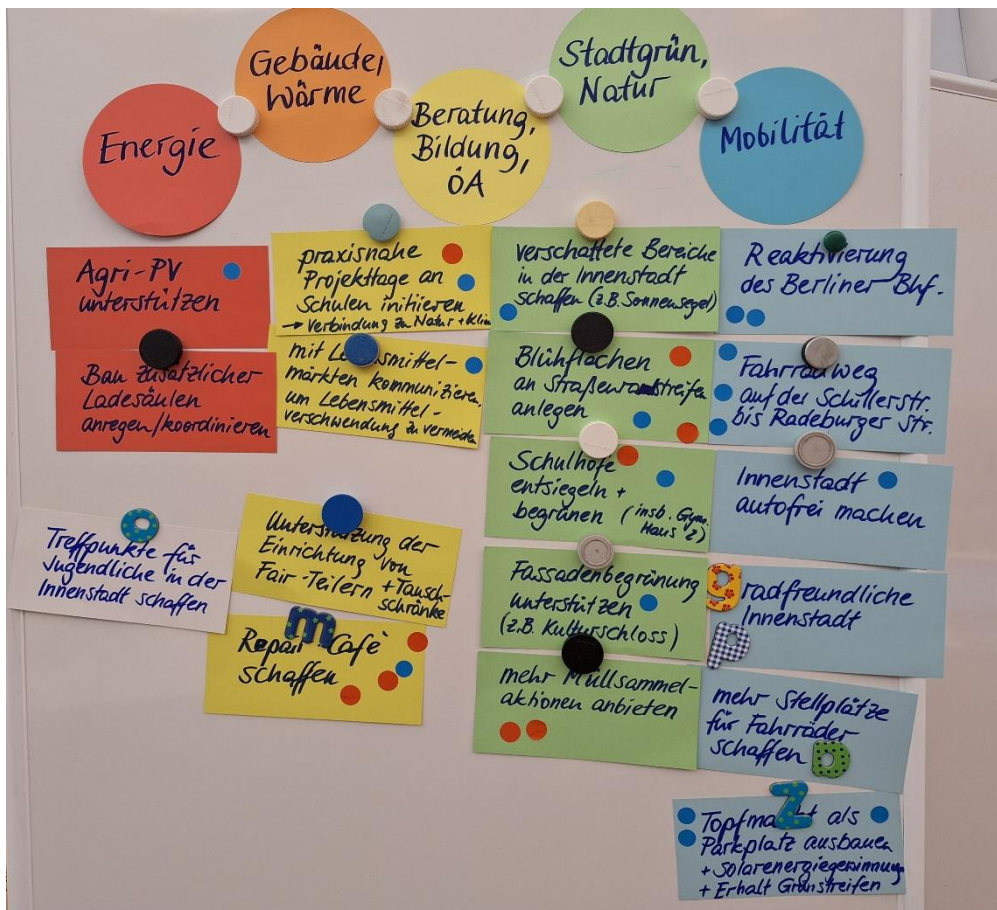 Energie
Gebäude,
Wärme
Beratung,
Bildung,
ÖA
Stadtgrün,
Natur
Mobilität
Agri-PV
unterstützen
Bau zusätzlicher
Ladesäulen
anregen/koordinieren
Treffpunkte für
Jugendliche in der
Innenstadt schaffen
praxisnahe
Projekttage an
Schulen initieren
→ Verbindung zu Natur + Klima
mit Lebensmittel-
märkten kommunizieren,
um Lebensmittel-
verschwendung zu vermeiden
Unterstützung der
Einrichtung von
Fair-Teilern + Tausch-
schränke
m
Repair Cafè
schaffen
verschattete Bereiche
in der Innenstadt
schaffen (z.B. Sonnensegel)
Blühflächen
an Straßenrandstreifen
anlegen
Schulhöfe
entsiegeln +
begrünen (insb. Gym.
Haus 2)
Fassadenbegrünung
unterstützen
(z.B. Kulturschloss)
mehr Müllsammel-
aktionen anbieten
Reaktivierung
des Berliner Bhf.
Fahrradweg
auf der Schillerstr.
bis Radeburger Str.
Innenstadt
autofrei machen
g
radfreundliche
Innenstadt
p
mehr Stellplätze
für Fahrräder
schaffen
D
Z
Topfmarkt als
Parkplatz ausbauen
+ Solarenergiegewinnung
+ Erhalt Grünstreifen